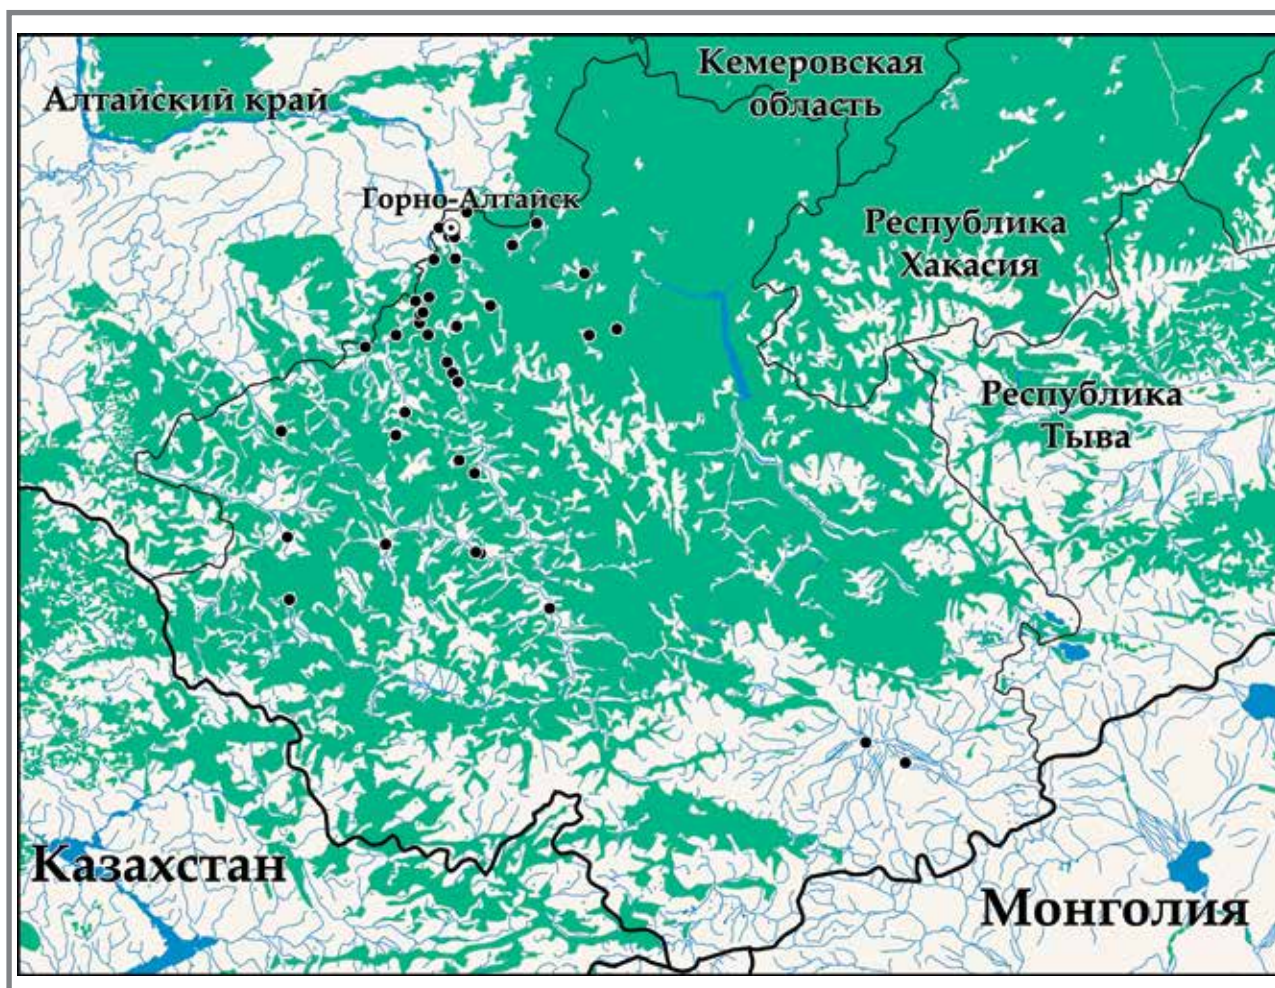 Кемеровская
область
Алтайский край
Горно-Алтайск
Республика
Хакасия
Республика
Тыва
Казахстан
Монголия